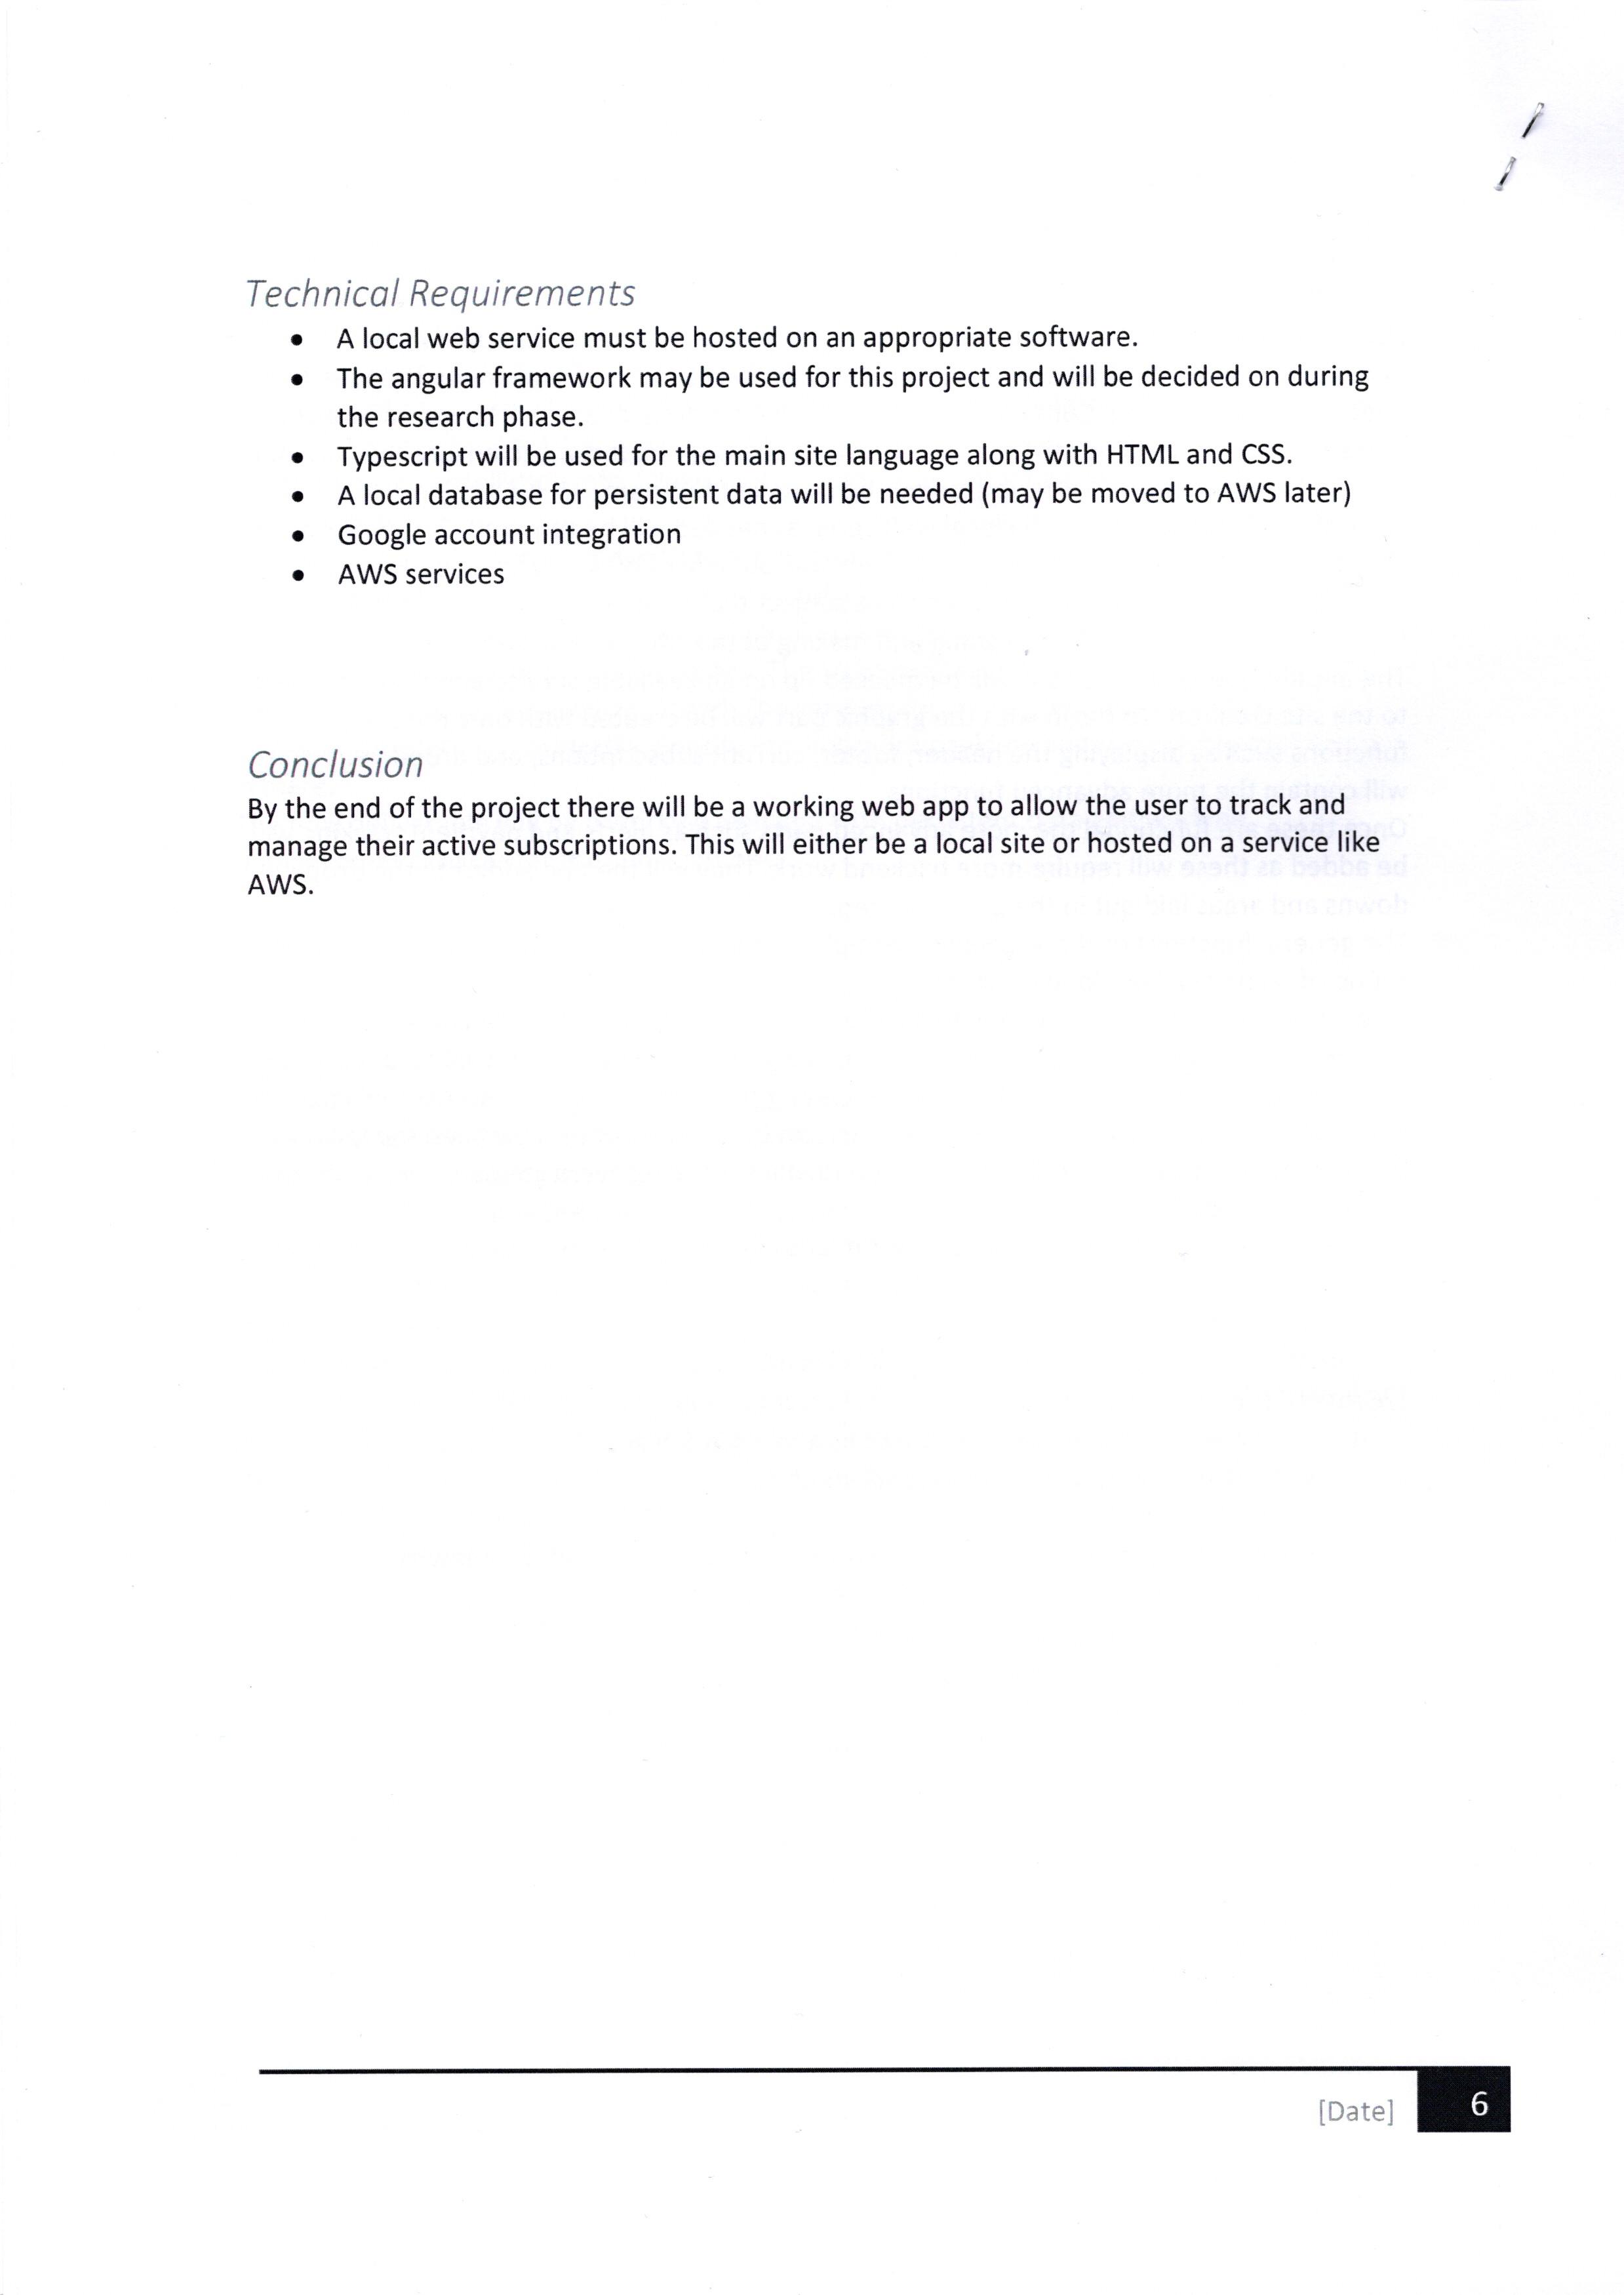 Technical Requirements
• A local web service must be hosted on an appropriate software.
• The angular framework may be used for this project and will be decided on during
the research phase.
• Typescript will be used for the main site language along with HTML and CSS.
• A local database for persistent data will be needed (may be moved to AWS later)
• Google account integration
• AWS services
Conclusion
By the end of the project there will be a working web app to allow the user to track and
manage their active subscriptions. This will either be a local site or hosted on a service like
AWS.
[Date] 6